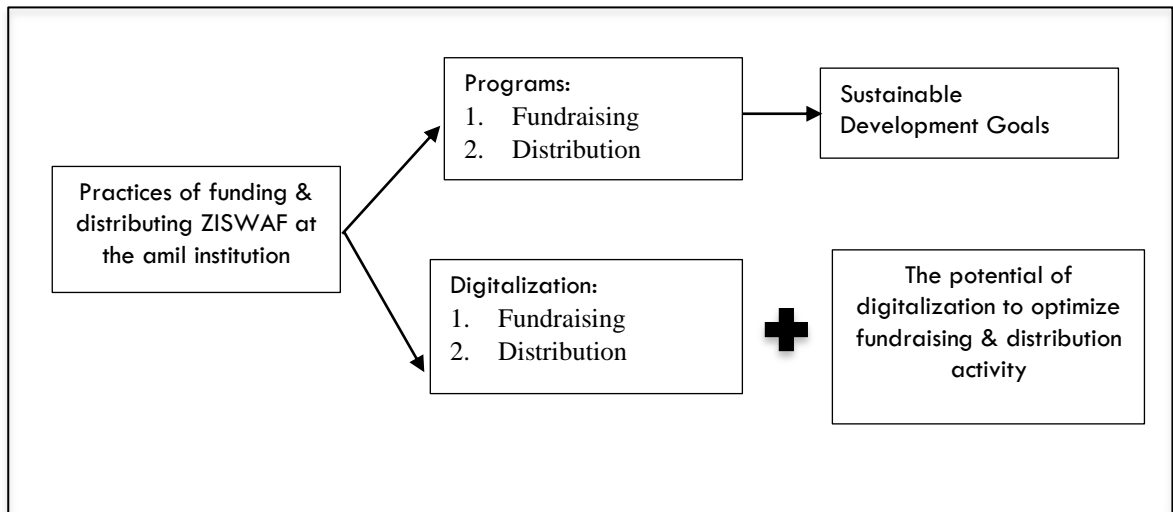 Programs:
1. Fundraising
2. Distribution
Sustainable
Development Goals
Practices of funding &
distributing ZISWAF at
the amil institution
Digitalization:
1. Fundraising
2. Distribution
The potential of
digitalization to optimize
fundraising & distribution
activity